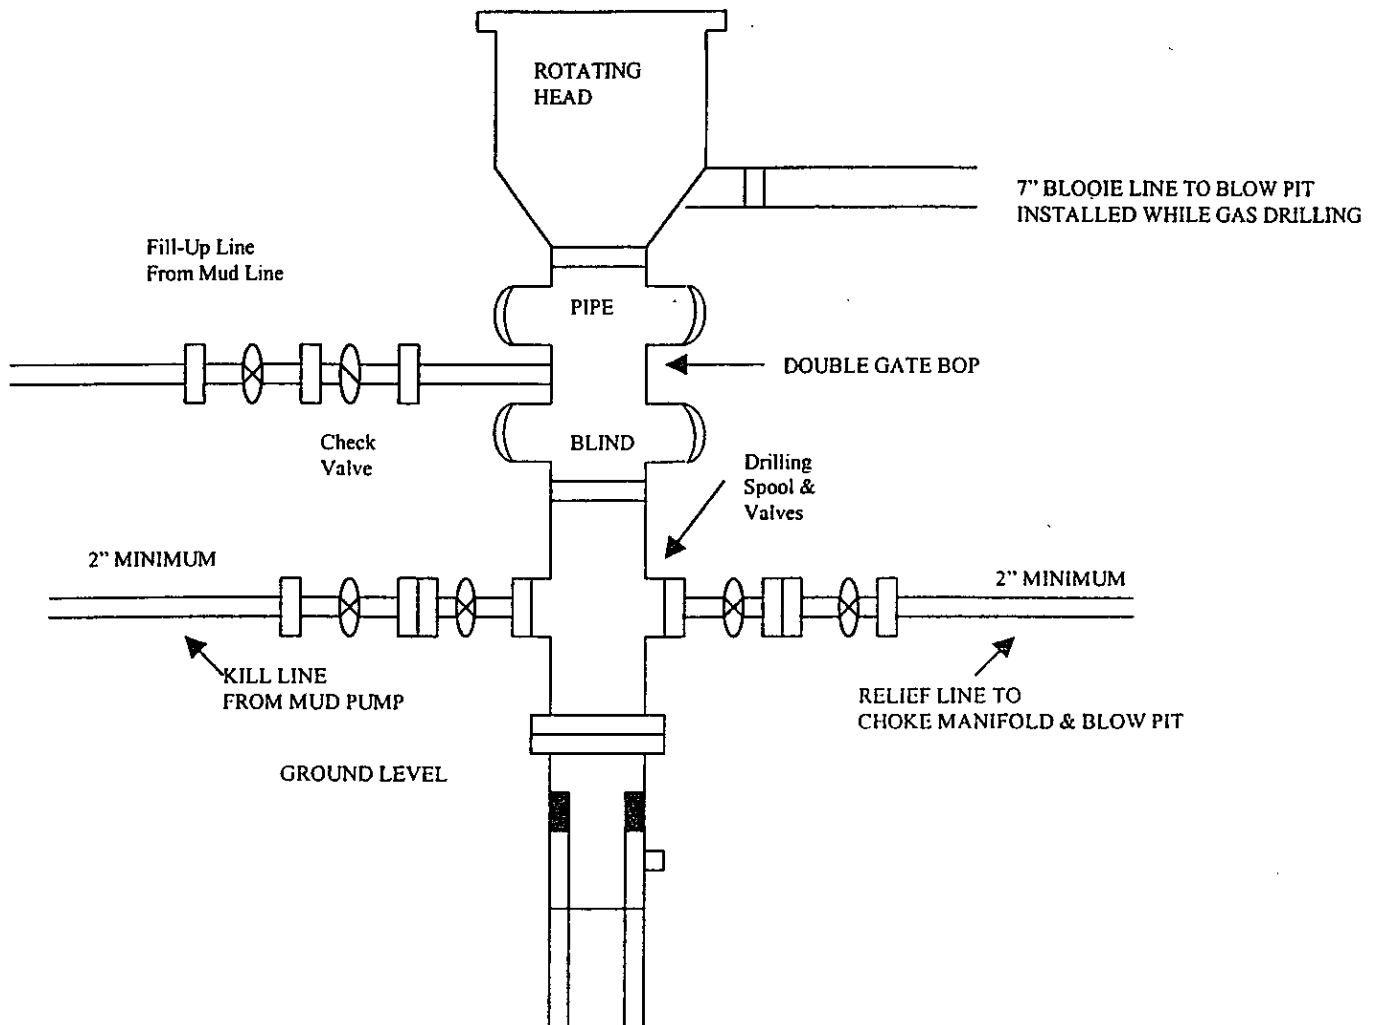 ROTATING
HEAD
7" BLOOIE LINE TO BLOW PIT
INSTALLED WHILE GAS DRILLING
Fill-Up Line
From Mud Line
PIPE
DOUBLE GATE BOP
Check
Valve
BLIND
Drilling
Spool &
Valves
2" MINIMUM
2" MINIMUM
KILL LINE
FROM MUD PUMP
RELIEF LINE TO
CHOKE MANIFOLD & BLOW PIT
GROUND LEVEL